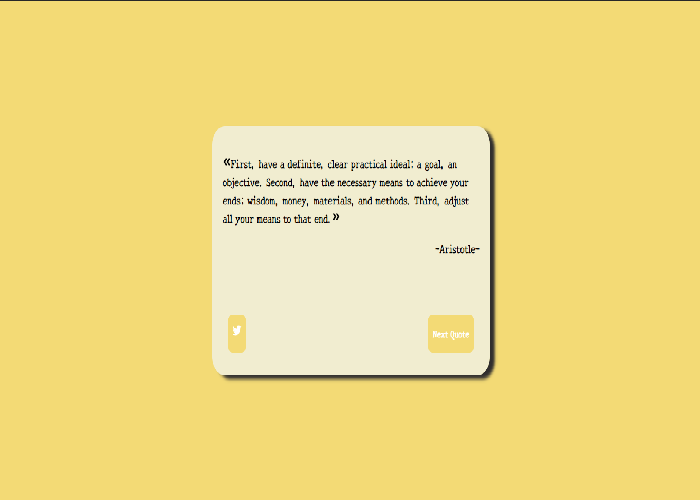 «First, have a definite, clear practical ideal: a goal, an
objective. Second, have the necessary means to achieve your
ends: wisdom, money, materials, and methods. Third, adjust
all your means to that end.»
-Aristotle-
Next Quote